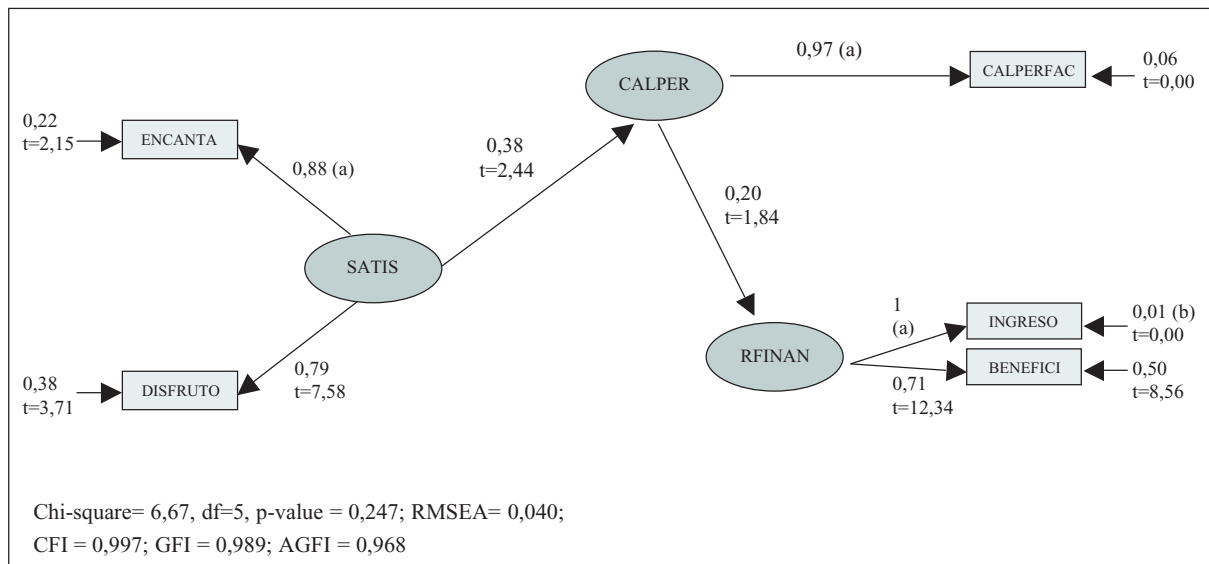 0,97 (a)
CALPER
CALPERFAC
0,06
t=0,00
0,22
t=2,15
ENCANTA
0,88 (a)
0,38
t=2,44
0,20
t=1,84
SATIS
1
(a)
INGRESO
0,01 (b)
t=0,00
RFINAN
BENEFICI
0,50
t=8,56
0,71
t=12,34
0,79
t=7,58
0,38
t=3,71
DISFRUTO
Chi-square= 6,67, df=5, p-value = 0,247; RMSEA= 0,040;
CFI = 0,997; GFI = 0,989; AGFI = 0,968